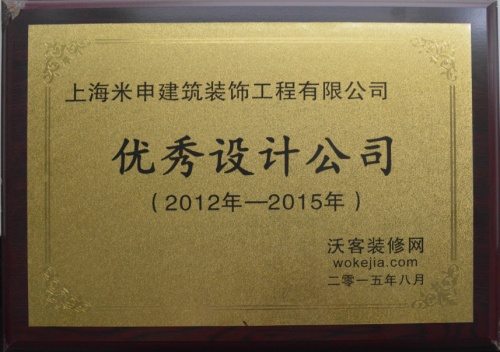 上海米申建筑装饰工程有限公司
优秀设计公司
（2012年—2015年）
沃客装修网
wokejia.com
二零一五年八月